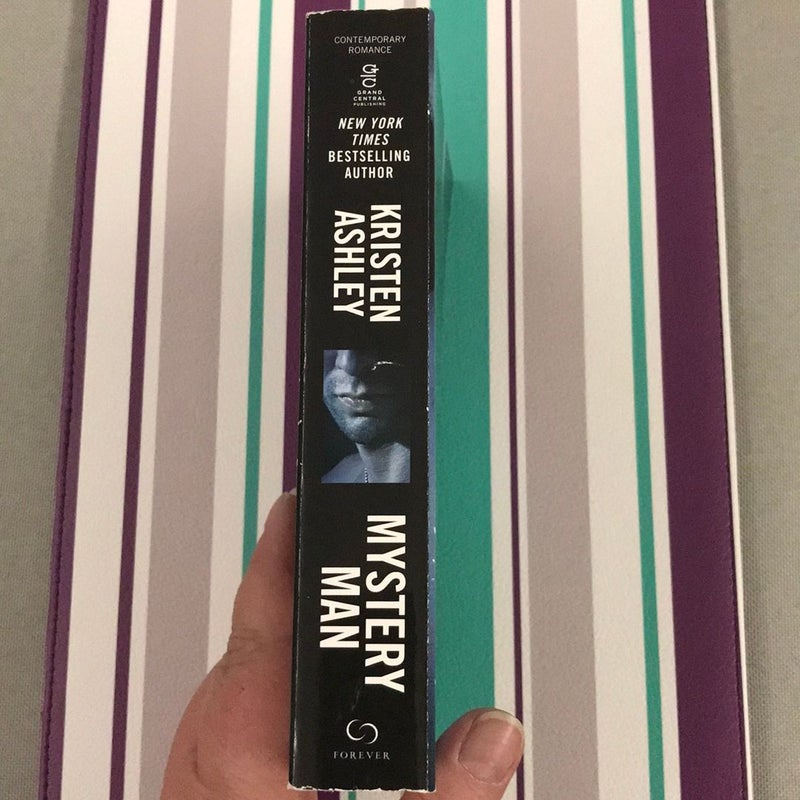 CONTEMPORARY
ROMANCE
GRAND
CENTRAL
PUBLISHING
NEW YORK
TIMES
BESTSELLING
AUTHOR
KRISTEN
ASHLEY
MYSTERY
MAN
FOREVER